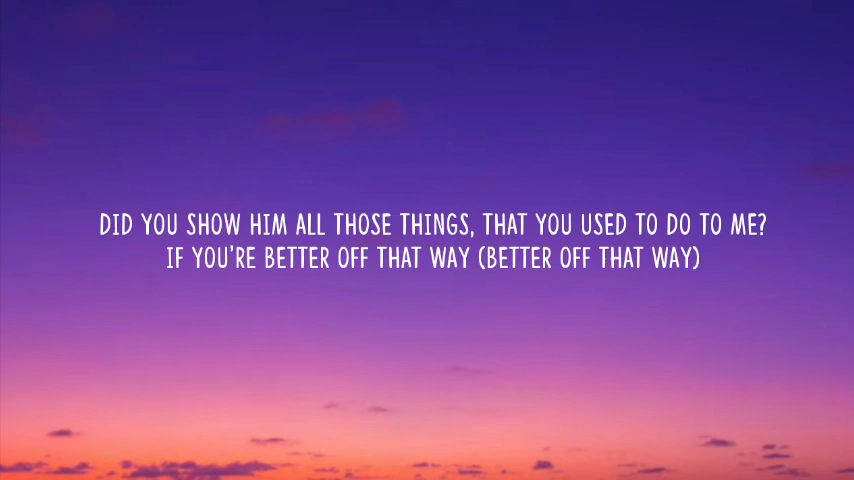 DID YOU SHOW HIM ALL THOSE THINGS, THAT YOU USED TO DO TO ME?
IF YOU'RE BETTER OFF THAT WAY (BETTER OFF THAT WAY)